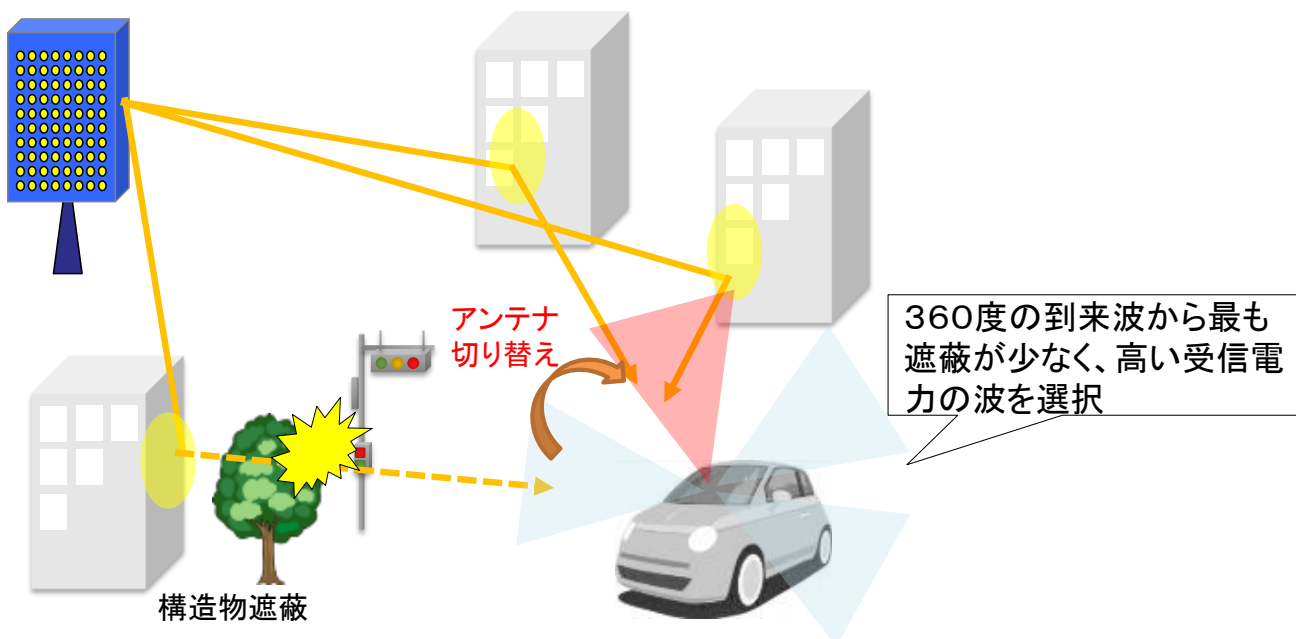 アンテナ
切り替え
360度の到来波から最も
遮蔽が少なく、高い受信電
力の波を選択
構造物遮蔽